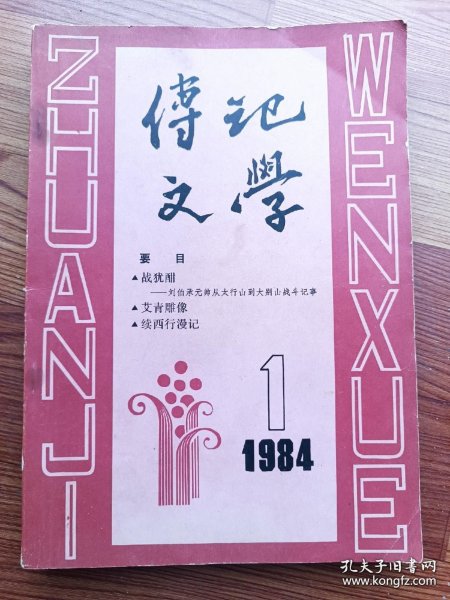 ZHUANJI
傅记
文學
WENXUE
要 目
▲战犹酣
——刘伯承元帅从太行山到大别山战斗记事
▲艾青雕像
▲续西行漫记
1
1984
孔夫子旧书网
www.kongfz.com